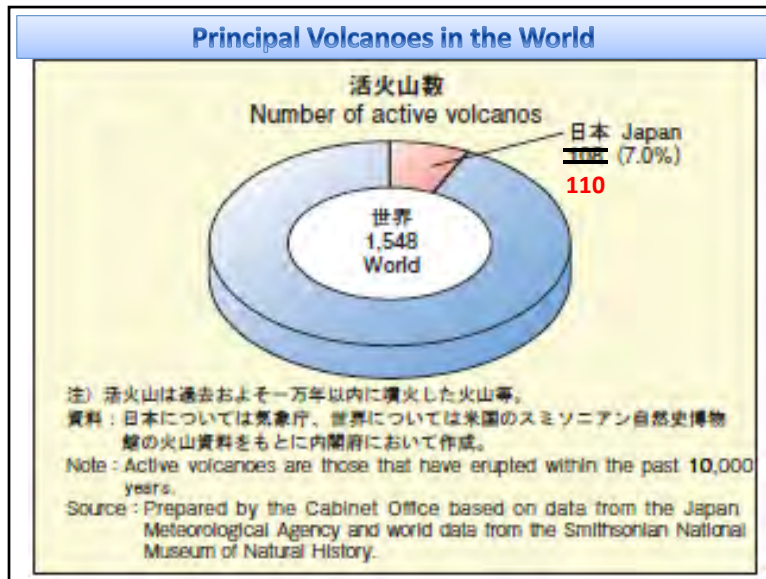 Principal Volcanoes in the World
活火山数
Number of active volcanos
日本 Japan
108 (7.0%)
110
世界
1,548
World
注）活火山は過去およそ一万年以内に噴火した火山等。
資料：日本については気象庁、世界については米国のスミソニアン自然史博物
館の火山資料をもとに内閣府において作成。
Note : Active volcanoes are those that have erupted within the past 10,000
years.
Source : Prepared by the Cabinet Office based on data from the Japan
Meteorological Agency and world data from the Smithsonian National
Museum of Natural History.